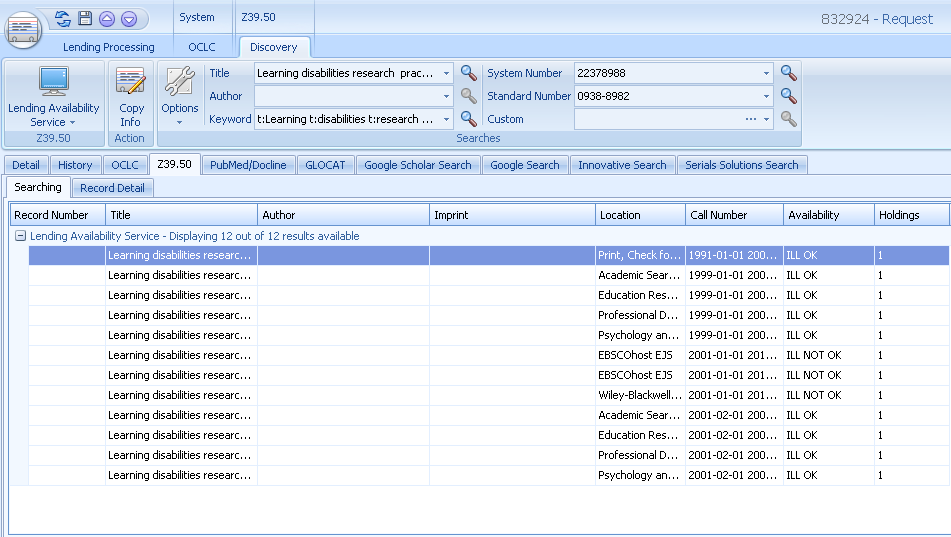 System Z39.50
832924 - Request
Lending Processing OCLC Discovery
Title Learning disabilities research prac... System Number 22378988
Lending Availability Service Copy Info Options Author Standard Number 0938-8982
Keyword t:Learning t:disabilities t:research ... Custom ...
Z39.50 Action Searches
Detail History OCLC Z39.50 PubMed/Docline GLOCAT Google Scholar Search Google Search Innovative Search Serials Solutions Search
Searching Record Detail
Record Number Title Author Imprint Location Call Number Availability Holdings
Lending Availability Service - Displaying 12 out of 12 results available
Learning disabilities researc... Print, Check fo... 1991-01-01 200... ILL OK 1
Learning disabilities researc... Academic Sear... 1999-01-01 200... ILL OK 1
Learning disabilities researc... Education Res... 1999-01-01 200... ILL OK 1
Learning disabilities researc... Professional D... 1999-01-01 200... ILL OK 1
Learning disabilities researc... Psychology an... 1999-01-01 200... ILL OK 1
Learning disabilities researc... EBSCOhost EJS 2001-01-01 201... ILL NOT OK 1
Learning disabilities researc... EBSCOhost EJS 2001-01-01 201... ILL NOT OK 1
Learning disabilities researc... Wiley-Blackwell... 2001-01-01 201... ILL NOT OK 1
Learning disabilities researc... Academic Sear... 2001-02-01 200... ILL OK 1
Learning disabilities researc... Education Res... 2001-02-01 200... ILL OK 1
Learning disabilities researc... Professional D... 2001-02-01 200... ILL OK 1
Learning disabilities researc... Psychology an... 2001-02-01 200... ILL OK 1